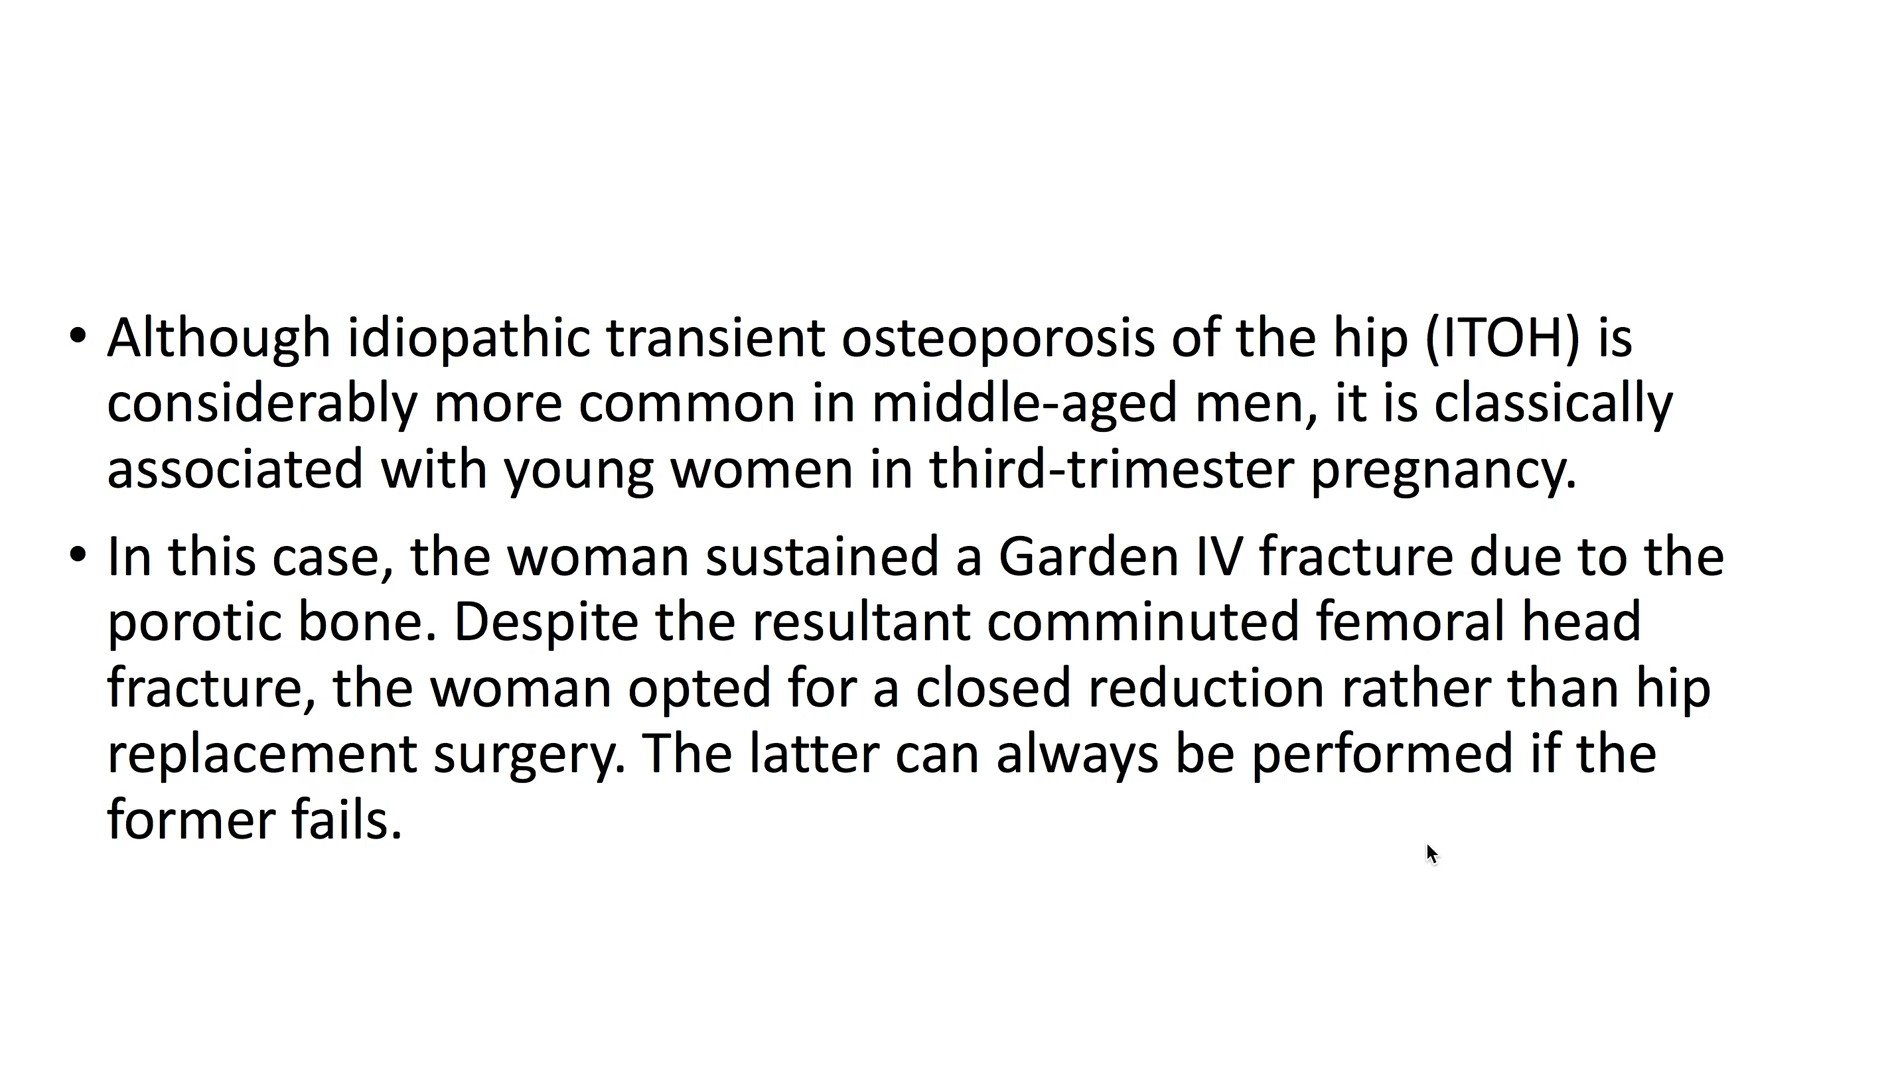 • Although idiopathic transient osteoporosis of the hip (ITOH) is
considerably more common in middle-aged men, it is classically
associated with young women in third-trimester pregnancy.
• In this case, the woman sustained a Garden IV fracture due to the
porotic bone. Despite the resultant comminuted femoral head
fracture, the woman opted for a closed reduction rather than hip
replacement surgery. The latter can always be performed if the
former fails.